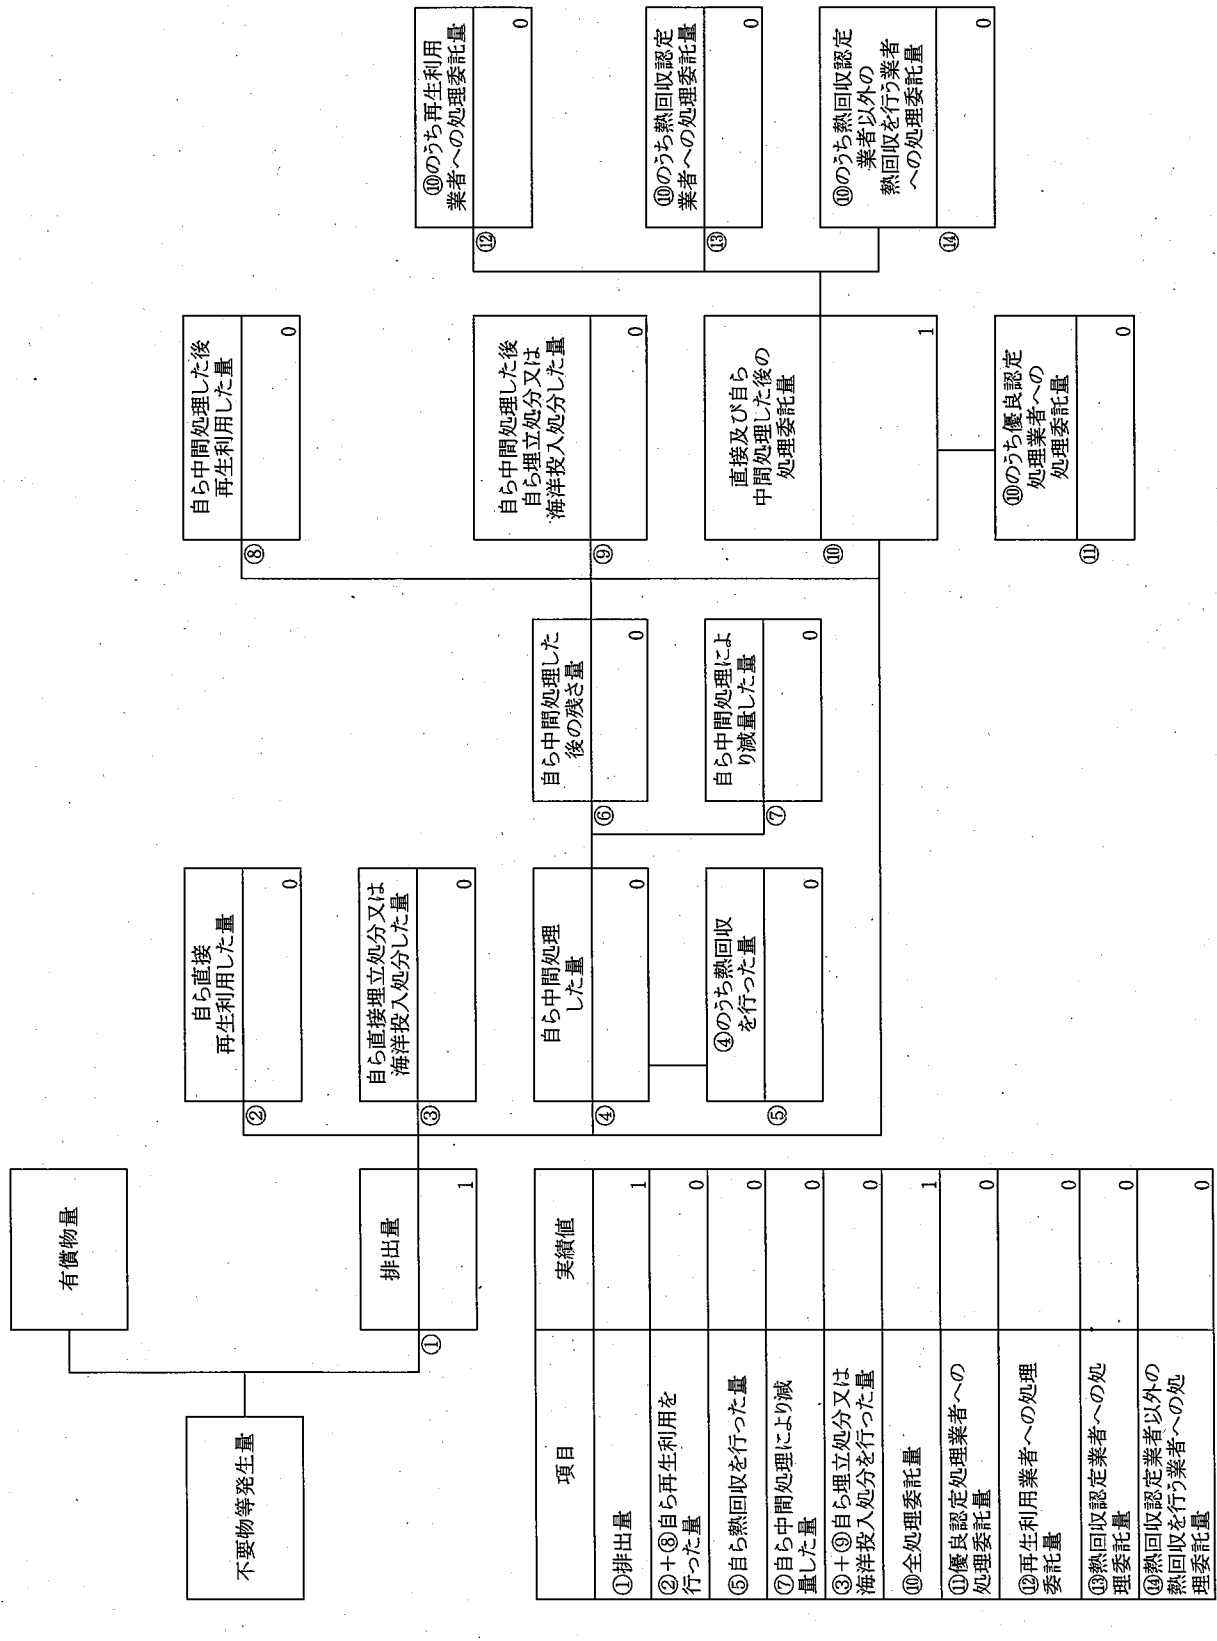 不要物等発生量
有償物量
排出量
①
1
自ら直接
再生利用した量
②
0
自ら直接埋立処分又は
海洋投入処分した量
③
0
自ら中間処理
した量
④
0
④のうち熱回収
を行った量
⑤
0
自ら中間処理した
後の残さ量
⑥
0
自ら中間処理によ
り減量した量
⑦
0
自ら中間処理した後
再生利用した量
⑧
0
自ら中間処理した後
自ら埋立処分又は
海洋投入処分した量
⑨
0
直接及び自ら
中間処理した後の
処理委託量
⑩
1
⑩のうち優良認定
処理業者への
処理委託量
⑪
0
⑩のうち再生利用
業者への処理委託量
⑫
0
⑩のうち熱回収認定
業者への処理委託量
⑬
0
⑩のうち熱回収認定
業者以外の
熱回収を行う業者
への処理委託量
⑭
0
項目 実績値
①排出量 1
②+⑧自ら再生利用を
行った量 0
⑤自ら熱回収を行った量 0
⑦自ら中間処理により減
量した量 0
③+⑨自ら埋立処分又は
海洋投入処分を行った量 0
⑩全処理委託量 1
⑪優良認定処理業者への
処理委託量 0
⑫再生利用業者への処理
委託量 0
⑬熱回収認定業者への処
理委託量 0
⑭熱回収認定業者以外の
熱回収を行う業者への処
理委託量 0